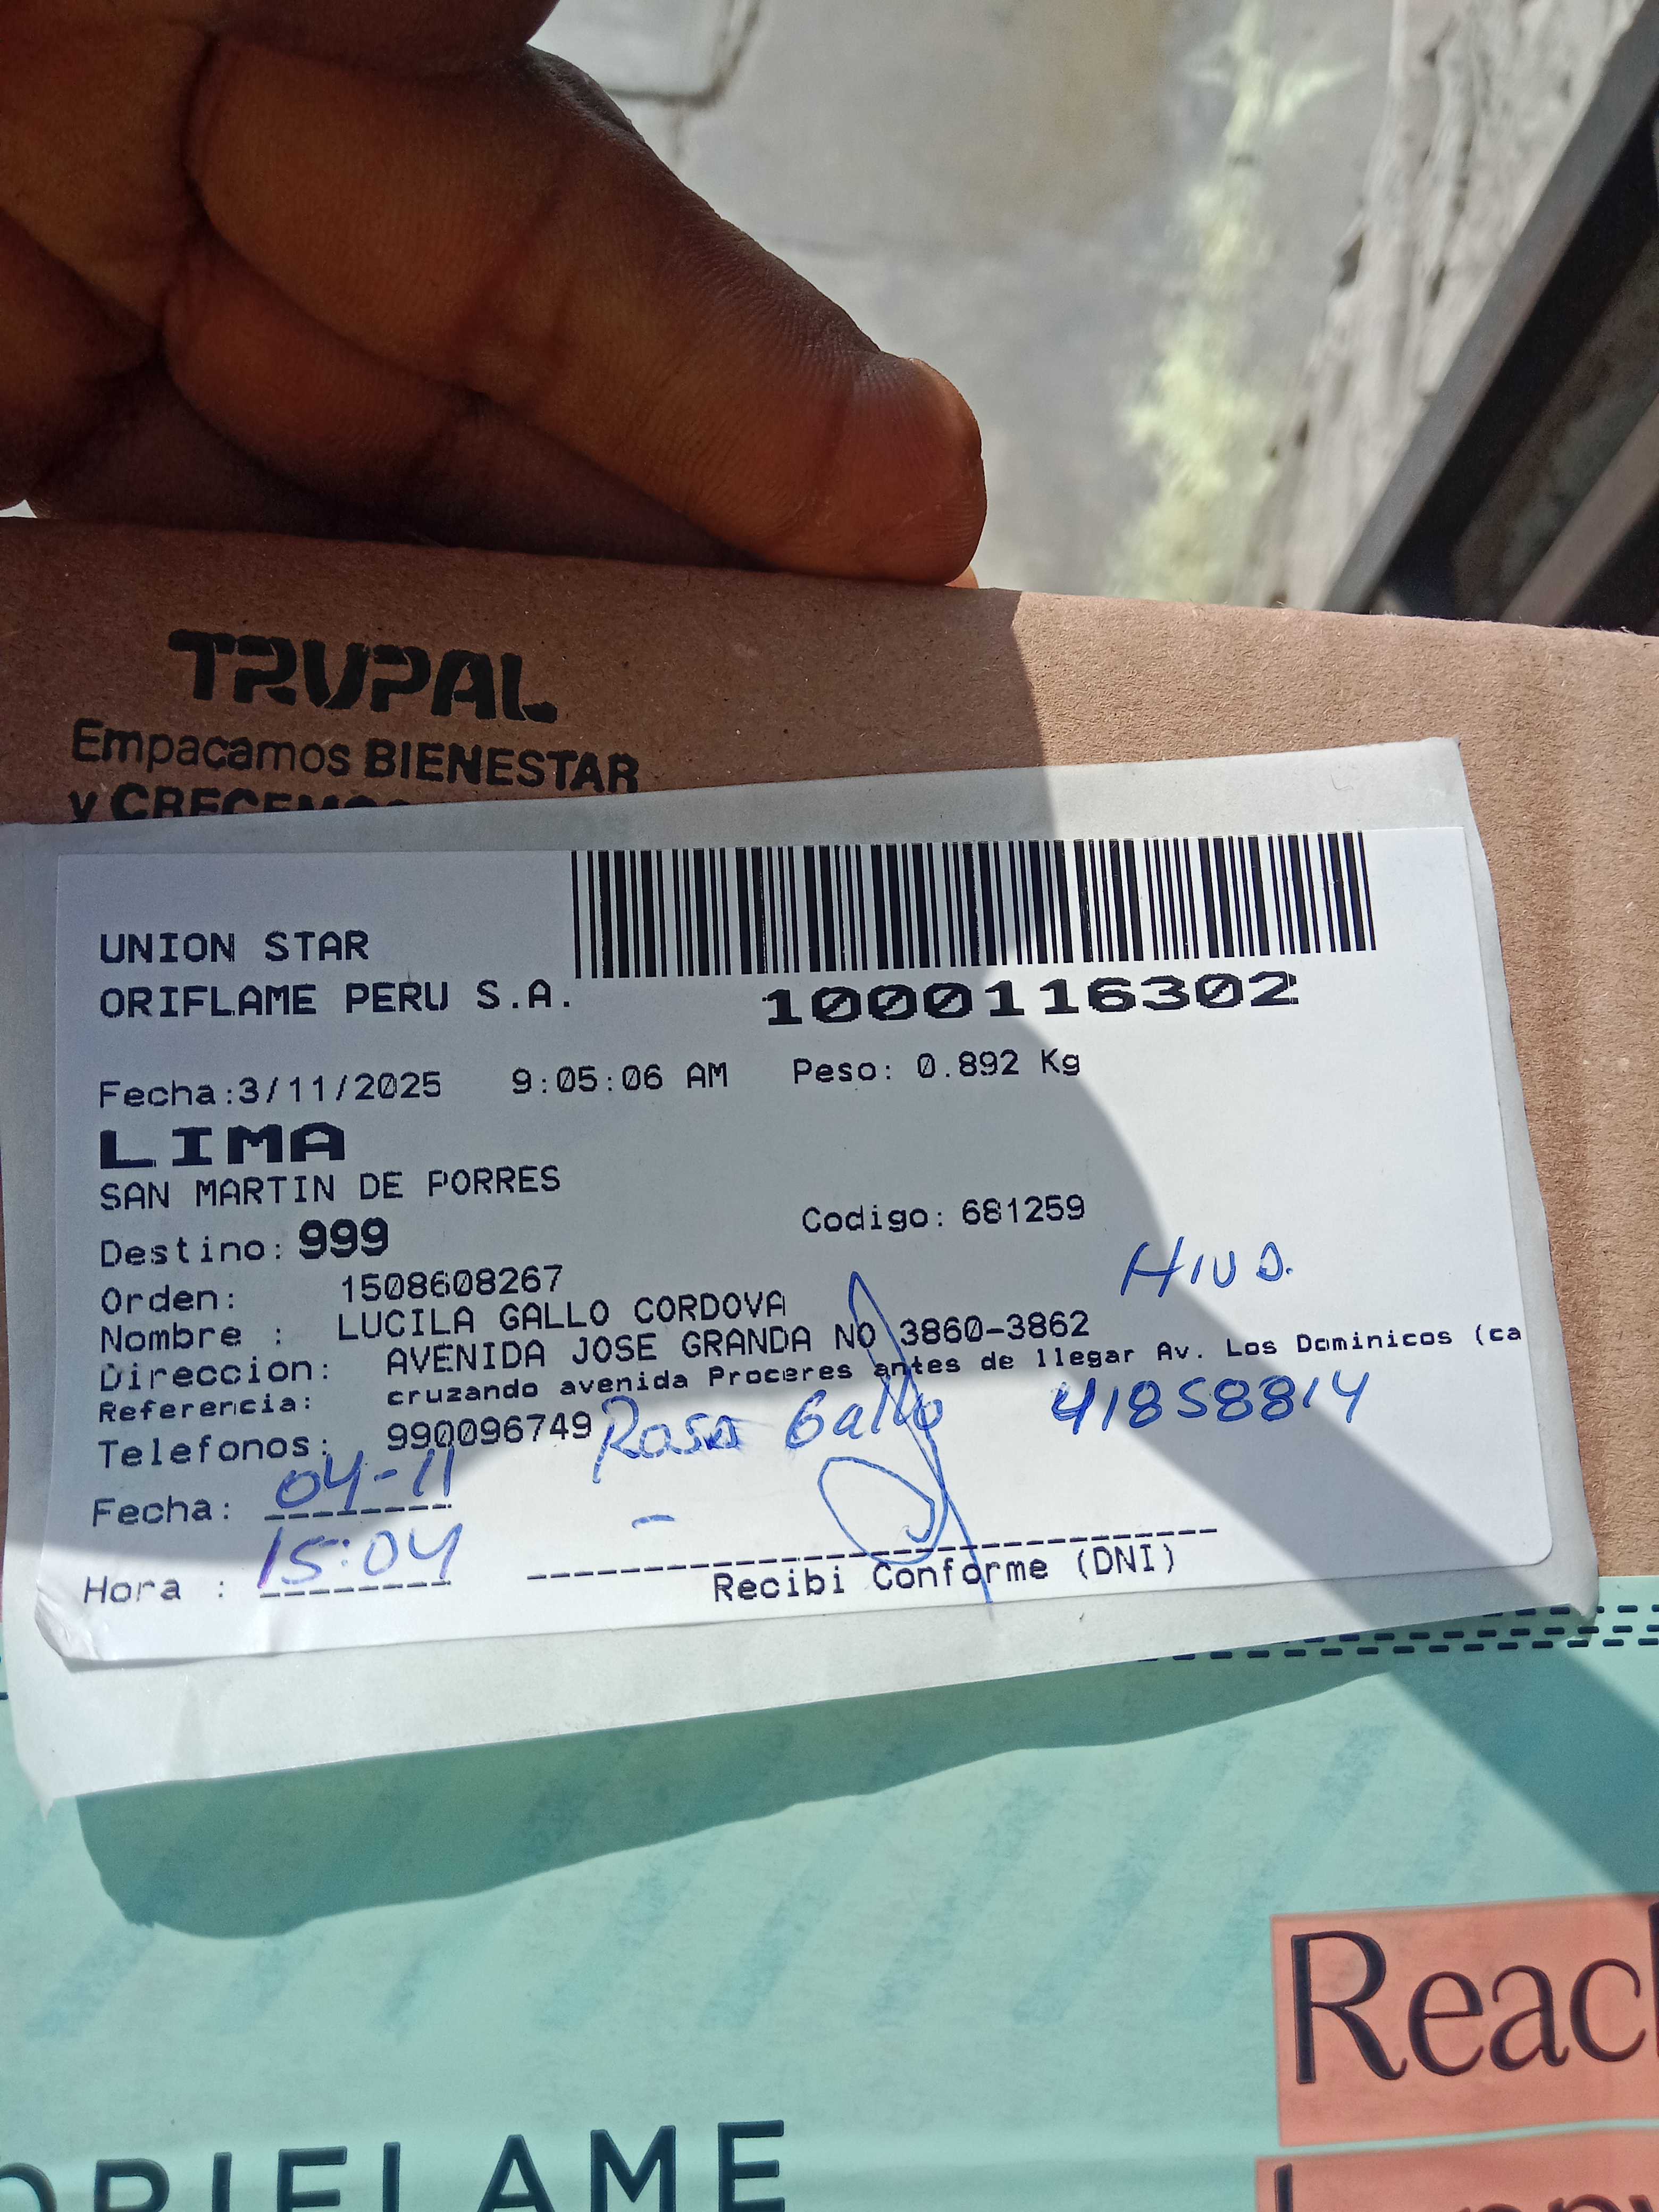 TRUPAL
Empacamos BIENESTAR
y CRECEMOS
UNION STAR
ORIFLAME PERU S.A.
1000116302
Fecha:3/11/2025 9:05:06 AM Peso: 0.892 Kg
LIMA
SAN MARTIN DE PORRES
Destino: 999 Codigo: 681259
Orden: 1508608267
Nombre : LUCILA GALLO CORDOVA
Direccion: AVENIDA JOSE GRANDA NO 3860-3862
Referencia: cruzando avenida Proceres antes de llegar Av. Los Dominicos (ca
Telefonos: 990096749 Rosa Gallo 41858814
Fecha: 04-11
Hora : 15:04
Recibi Conforme (DNI)
Reac
ORIFLAME